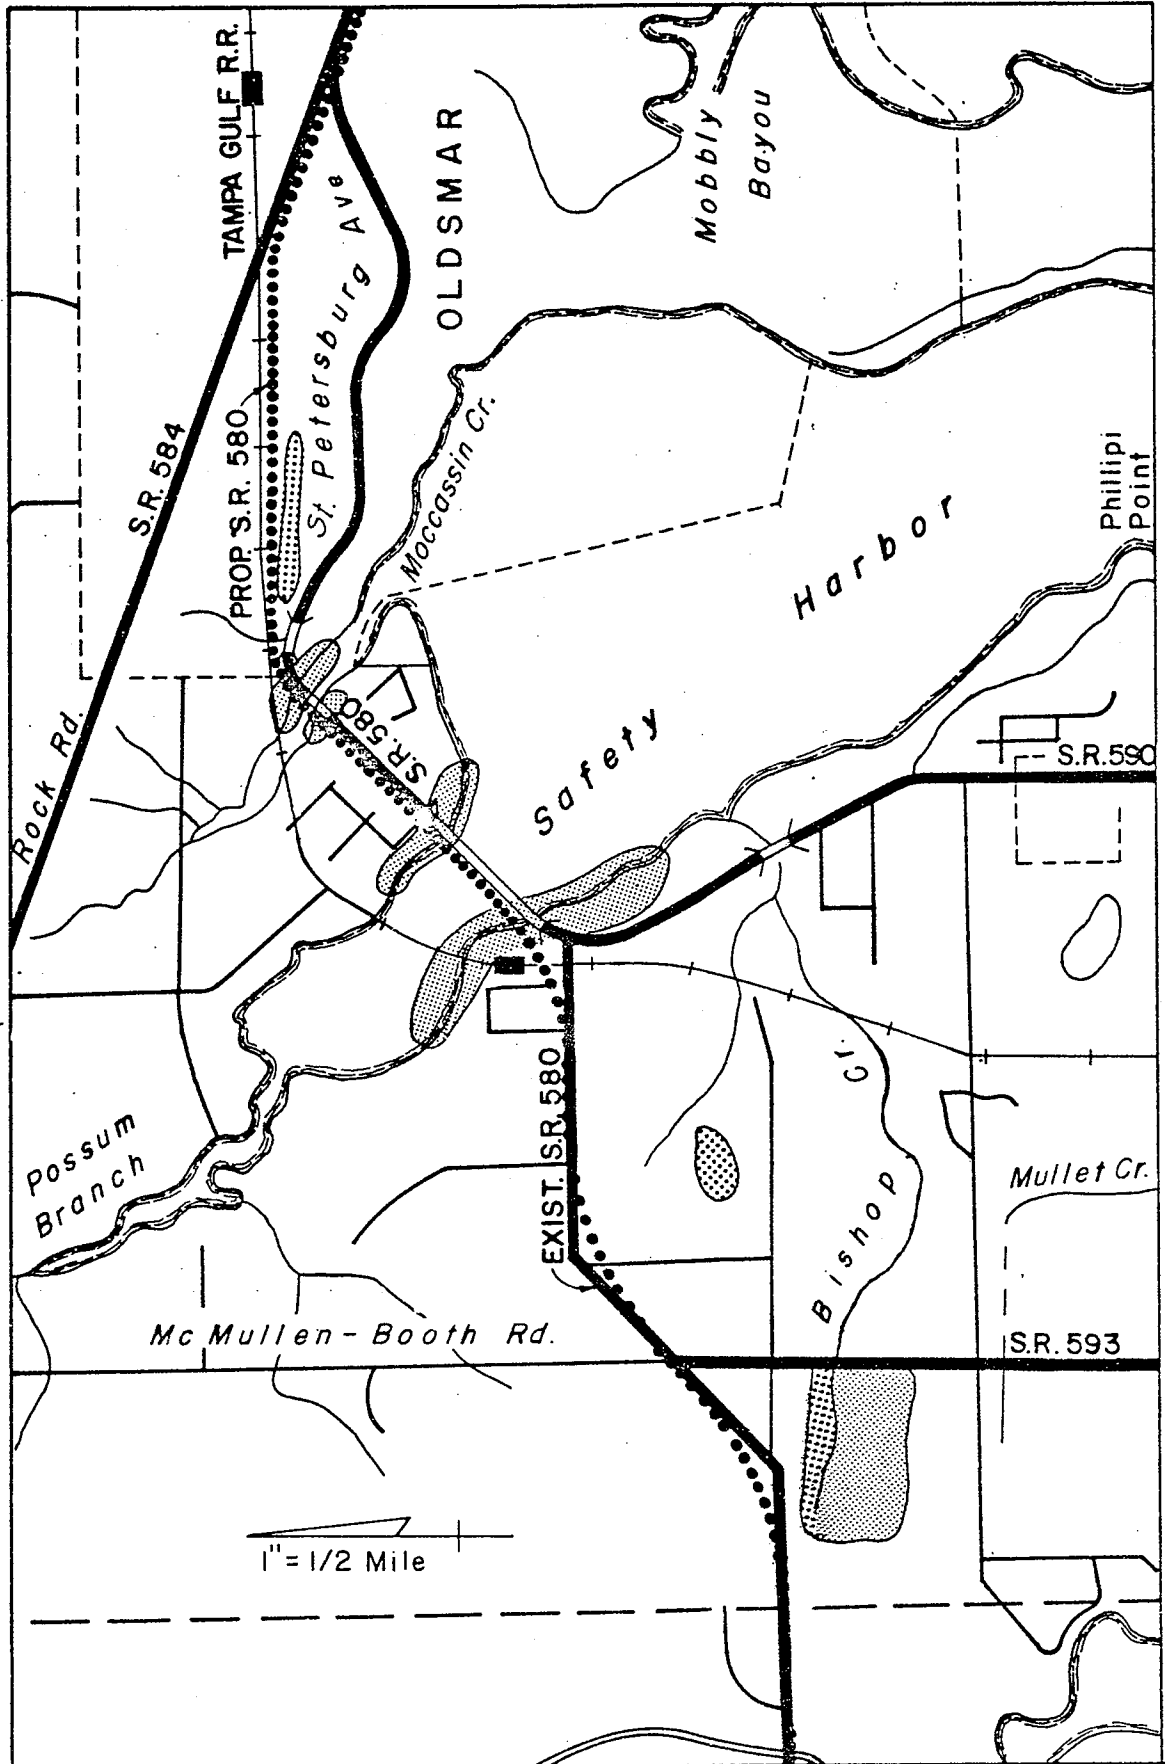 TAMPA GULF R.R.
St. Petersburg Ave
OLDSMAR
Mobbly
Bayou
S.R. 584
PROP. S.R. 580
Moccassin Cr.
Phillipi
Point
Safety Harbor
Rock Rd.
S.R. 580
S.R. 590
EXIST. S.R. 580
Possum
Branch
Bishop Cr.
Mullet Cr.
Mc Mullen - Booth Rd.
S.R. 593
1" = 1/2 Mile